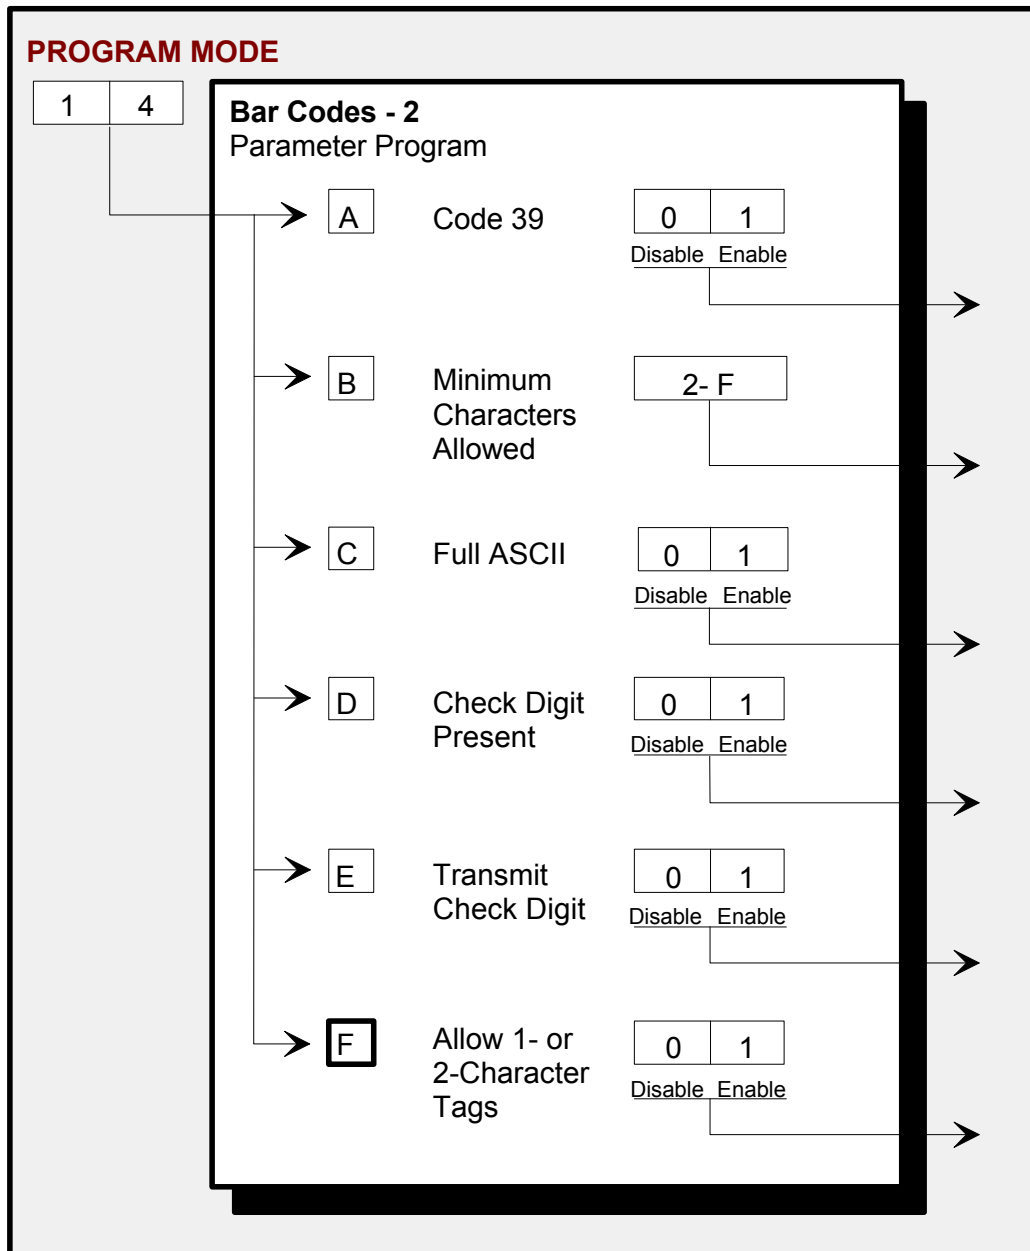 PROGRAM MODE
1 4
Bar Codes - 2
Parameter Program
A Code 39 0 1
Disable Enable
B Minimum 2- F
Characters
Allowed
C Full ASCII 0 1
Disable Enable
D Check Digit 0 1
Present Disable Enable
E Transmit 0 1
Check Digit Disable Enable
F Allow 1- or 0 1
2-Character
Tags Disable Enable